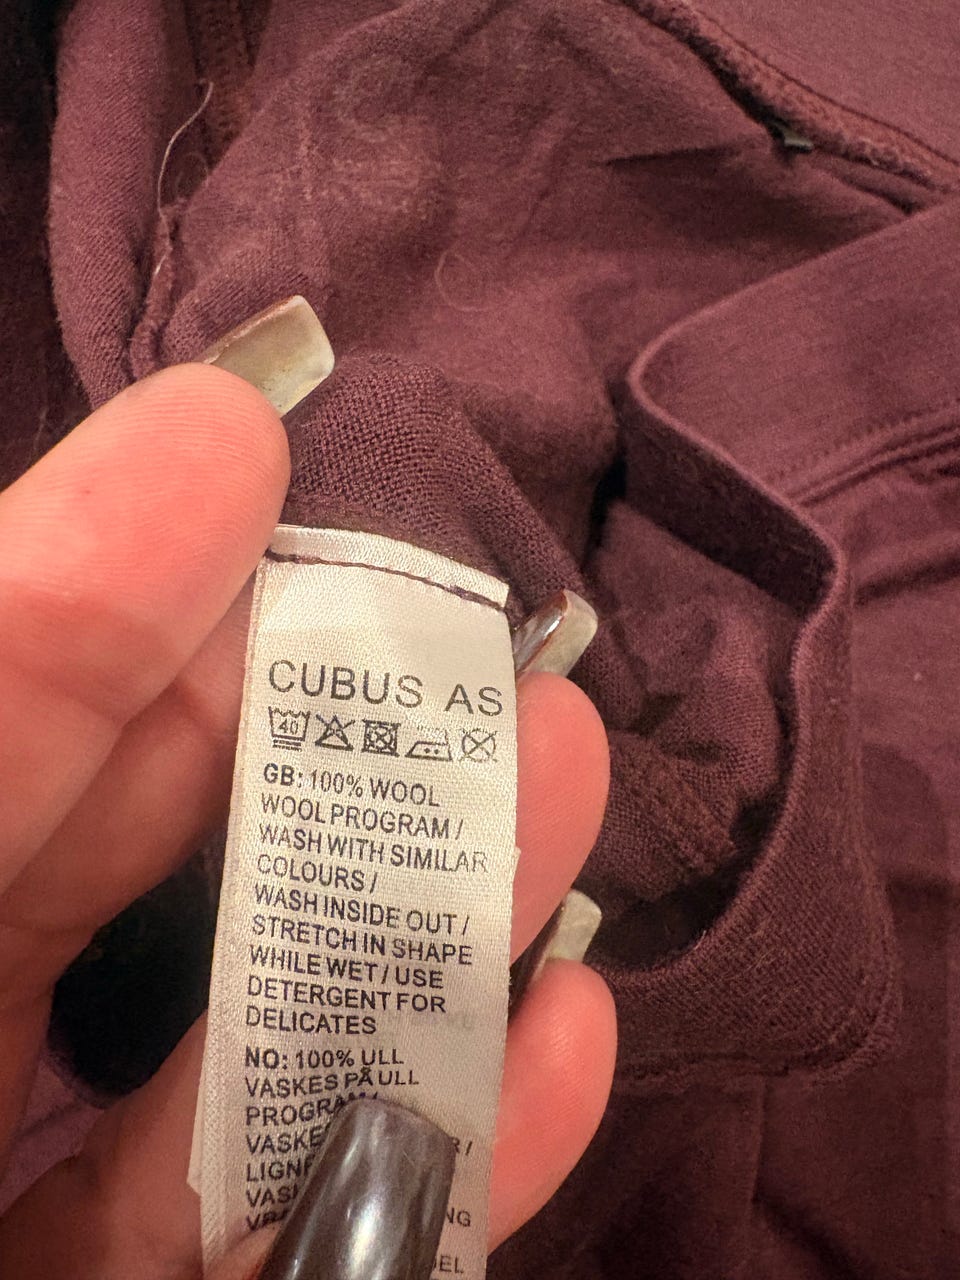 CUBUS AS
40
GB: 100% WOOL
WOOL PROGRAM /
WASH WITH SIMILAR
COLOURS /
WASH INSIDE OUT /
STRETCH IN SHAPE
WHILE WET / USE
DETERGENT FOR
DELICATES
NO: 100% ULL
VASKES PÅ ULL